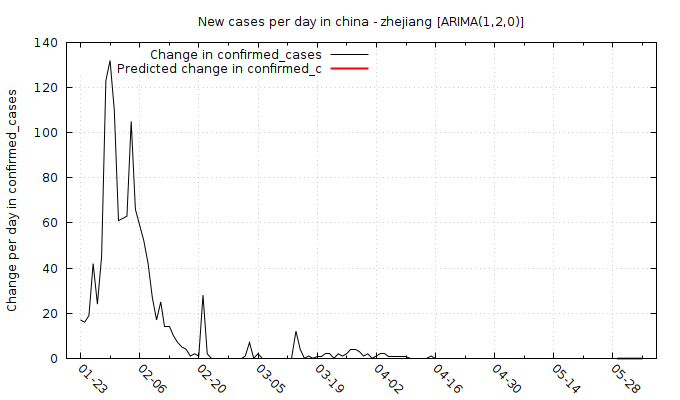 New cases per day in china - zhejiang [ARIMA(1,2,0)]
Change in confirmed_cases
Predicted change in confirmed_c
Change per day in confirmed_cases
140
120
100
80
60
40
20
0
01-23 02-06 02-20 03-05 03-19 04-02 04-16 04-30 05-14 05-28